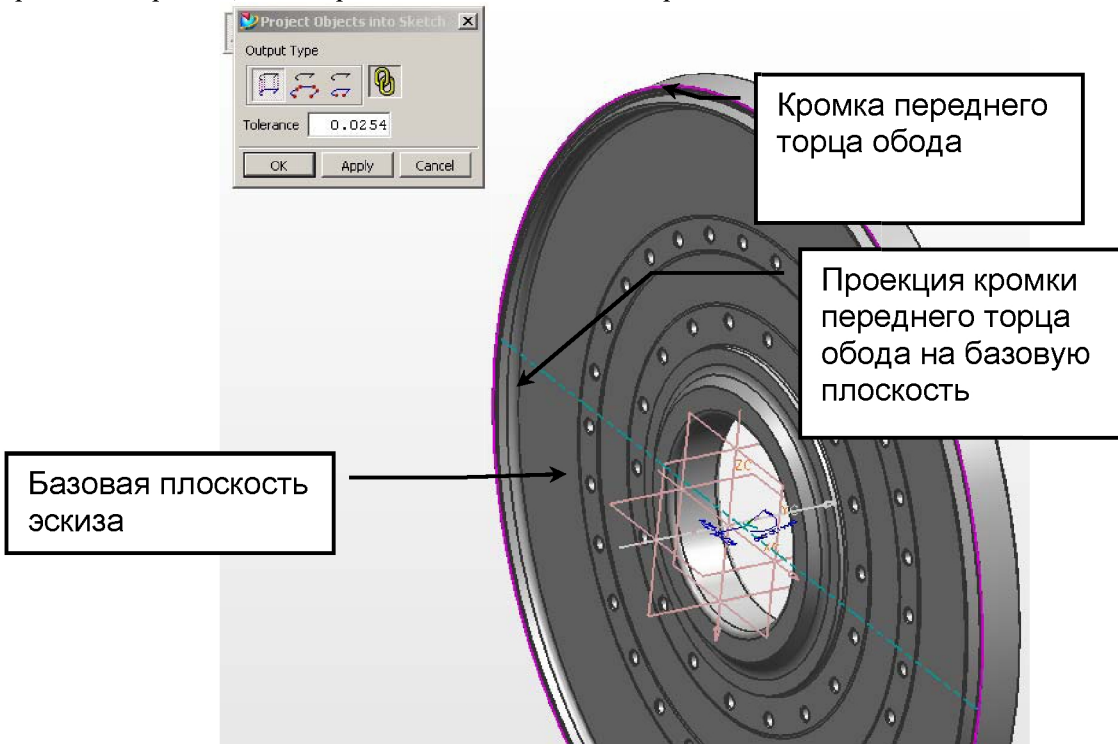 Project Objects into Sketch
Output Type
Tolerance 0.0254
OK Apply Cancel
Кромка переднего
торца обода
Проекция кромки
переднего торца
обода на базовую
плоскость
Базовая плоскость
эскиза
ZC